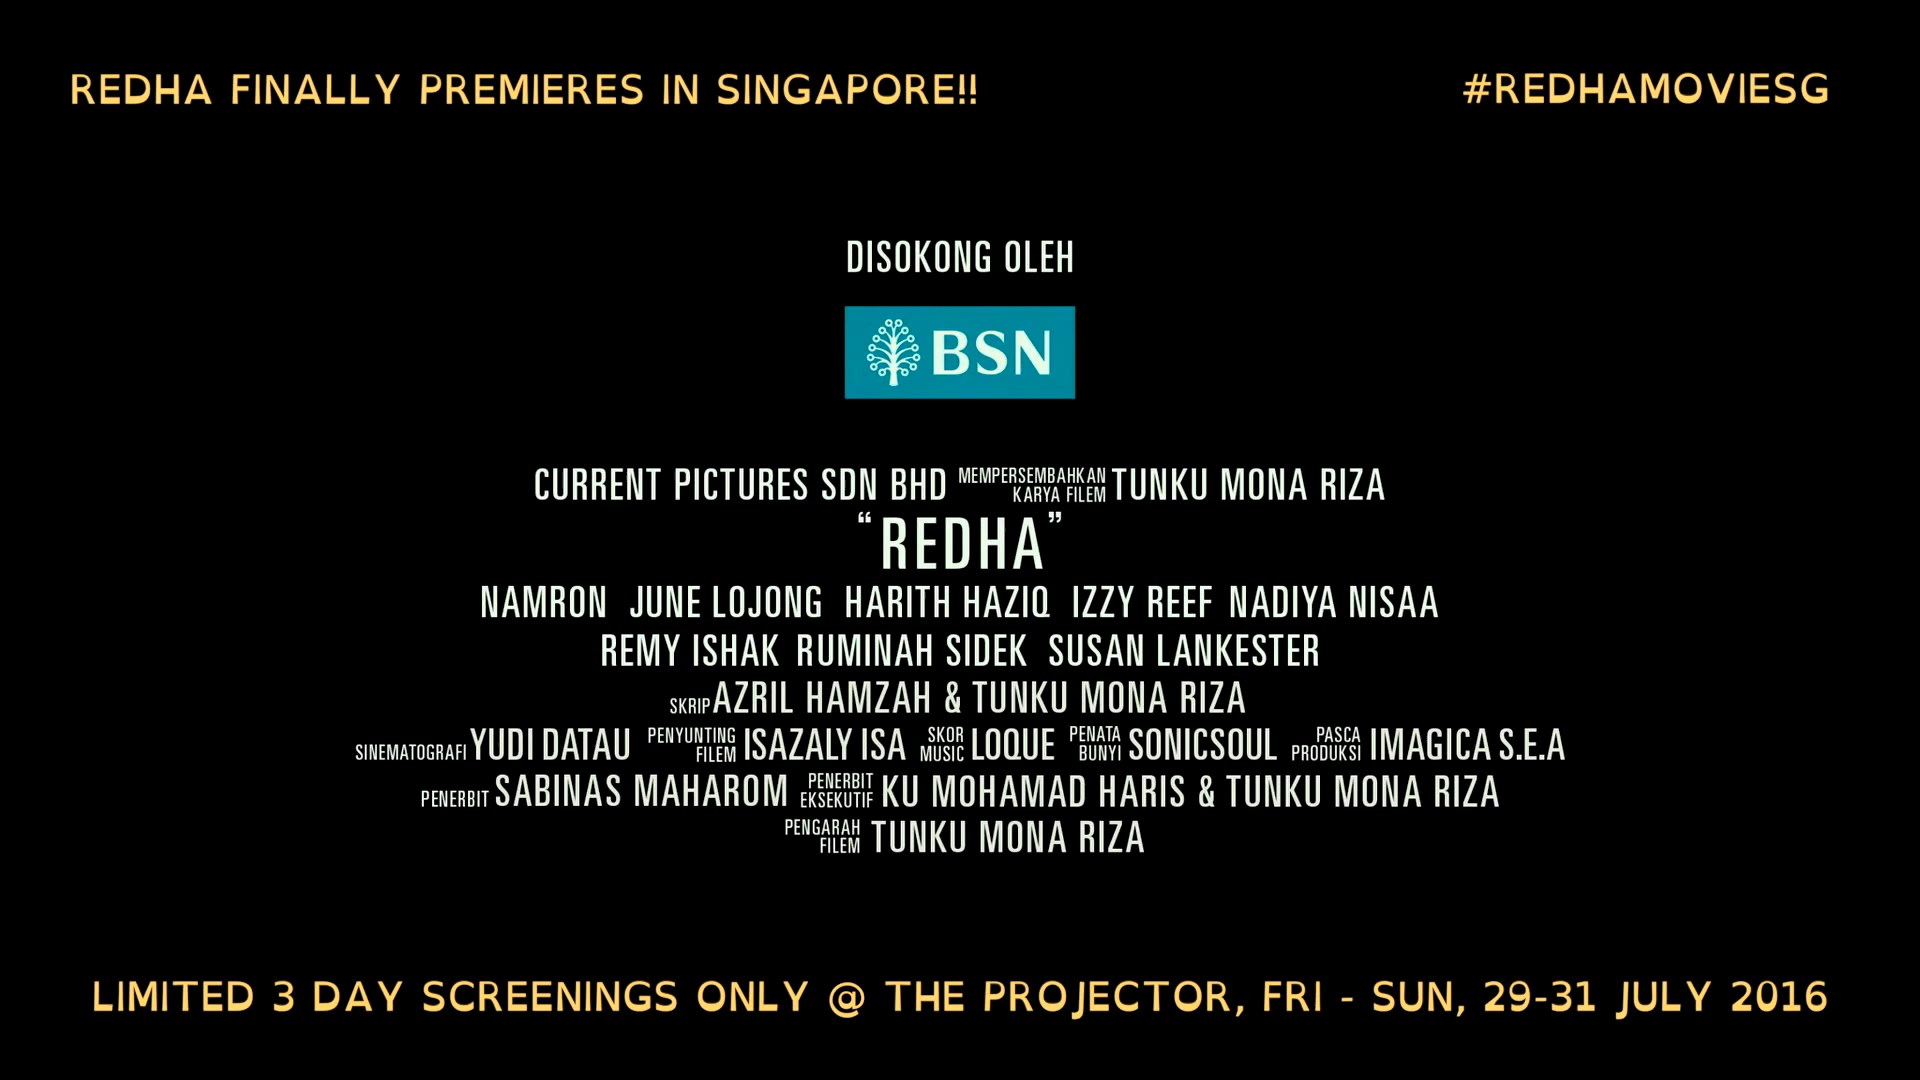 REDHA FINALLY PREMIERES IN SINGAPORE!! #REDHAMOVIESG
DISOKONG OLEH
BSN
CURRENT PICTURES SDN BHD MEMPERSEMBAHKAN KARYA FILEM TUNKU MONA RIZA
“REDHA”
NAMRON JUNE LOJONG HARITH HAZIQ IZZY REEF NADIYA NISAA
REMY ISHAK RUMINAH SIDEK SUSAN LANKESTER
SKRIP AZRIL HAMZAH & TUNKU MONA RIZA
SINEMATOGRAFI YUDI DATAU PENYUNTING FILEM ISAZALY ISA SKOR MUSIC LOQUE PENATA BUNYI SONICSOUL PASCA PRODUKSI IMAGICA S.E.A
PENERBIT SABINAS MAHAROM PENERBIT EKSEKUTIF KU MOHAMAD HARIS & TUNKU MONA RIZA
PENGARAH FILEM TUNKU MONA RIZA
LIMITED 3 DAY SCREENINGS ONLY @ THE PROJECTOR, FRI - SUN, 29-31 JULY 2016